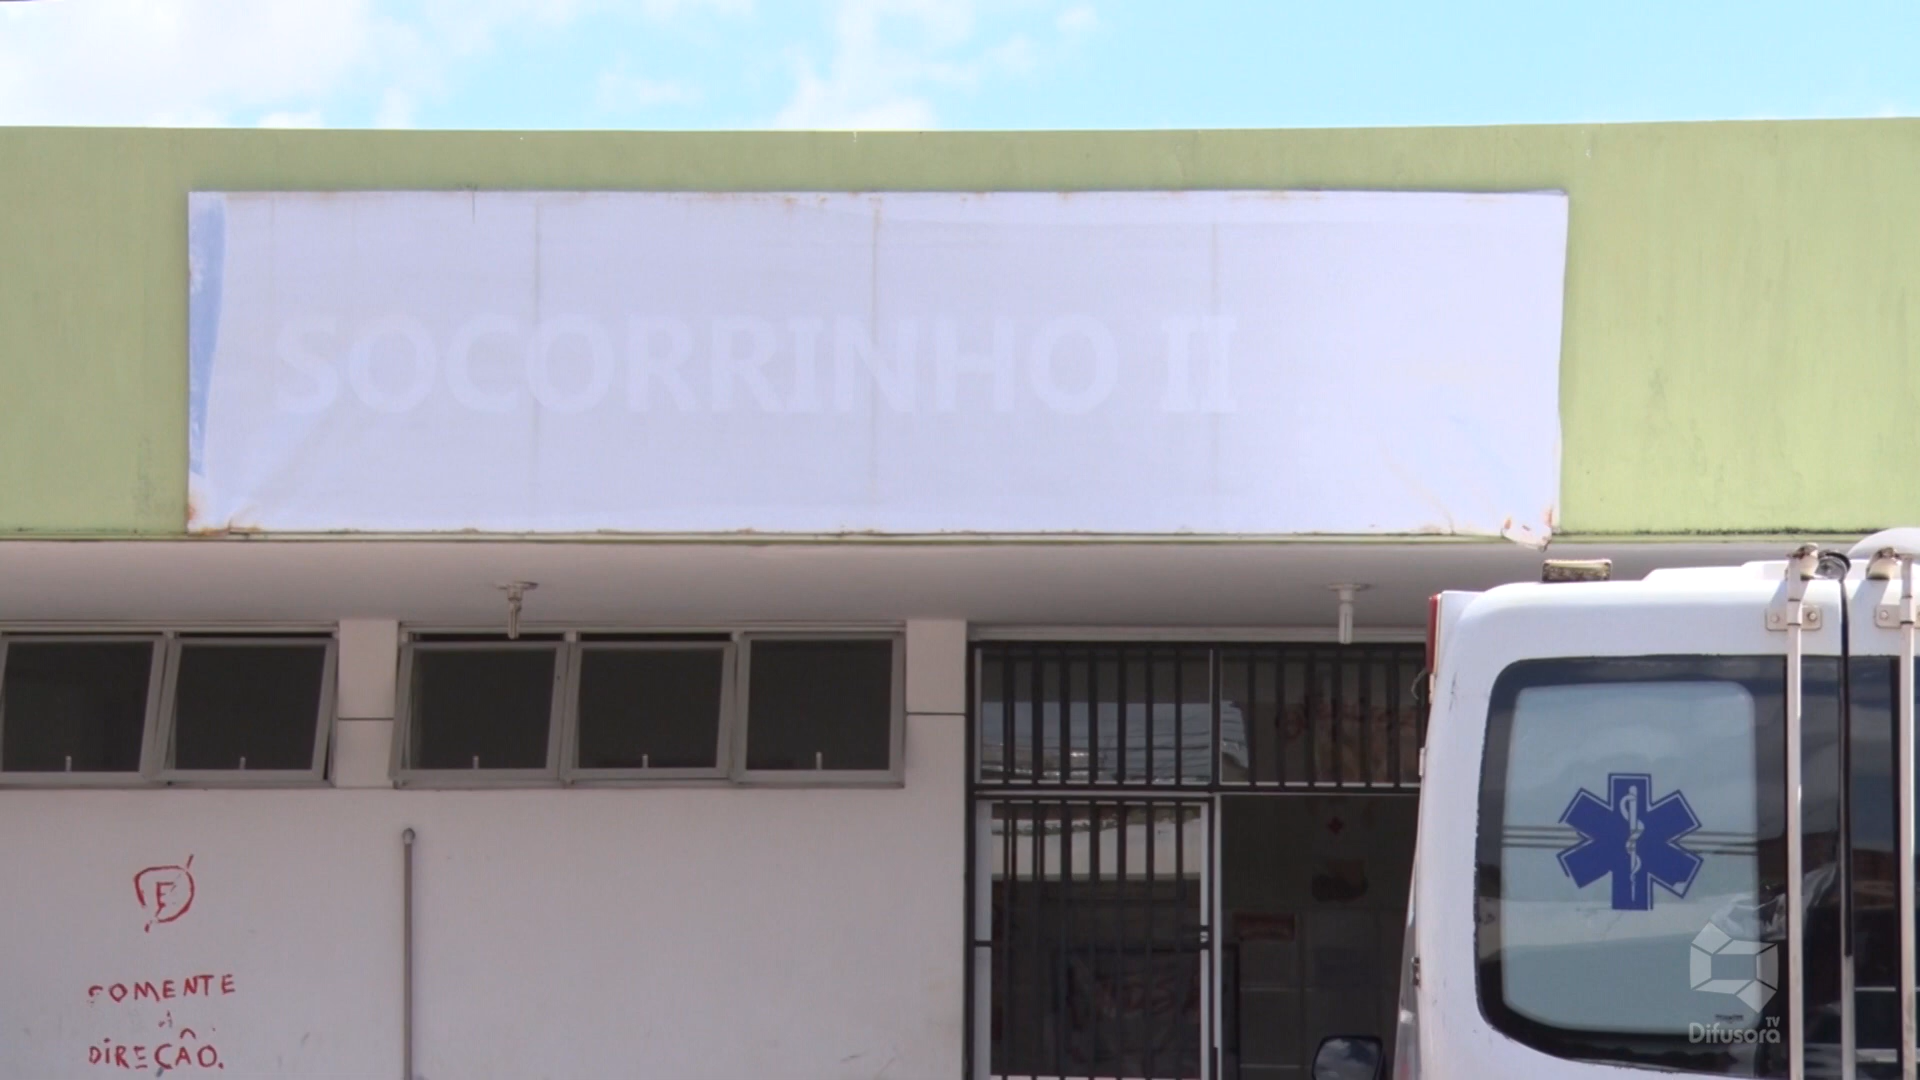 SOCORRINHO II
E
SOMENTE
A
DIREÇÃO.
Difusora TV